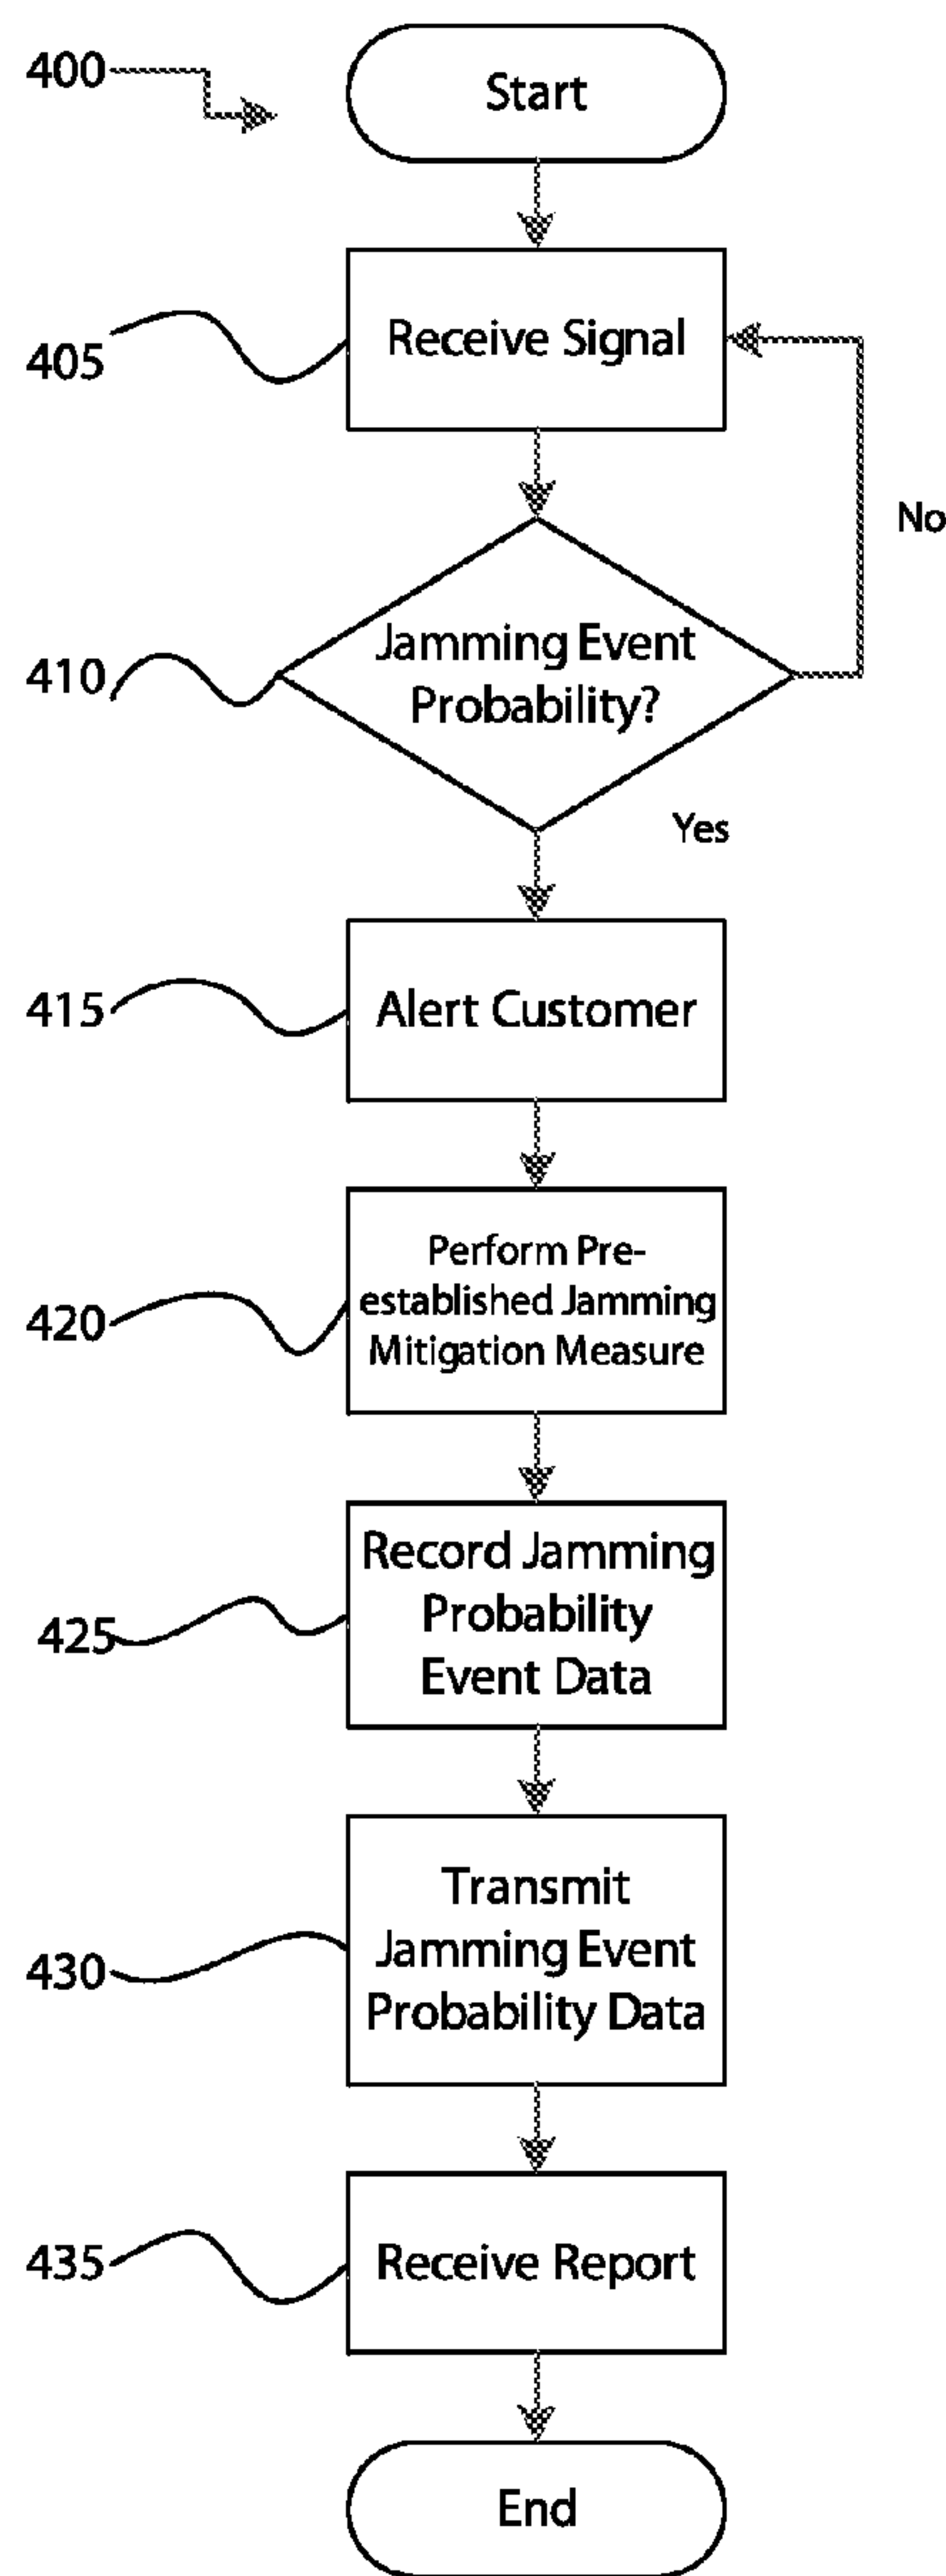 400
Start
405
Receive Signal
No
410
Jamming Event
Probability?
Yes
415
Alert Customer
420
Perform Pre-
established Jamming
Mitigation Measure
425
Record Jamming
Probability
Event Data
430
Transmit
Jamming Event
Probability Data
435
Receive Report
End